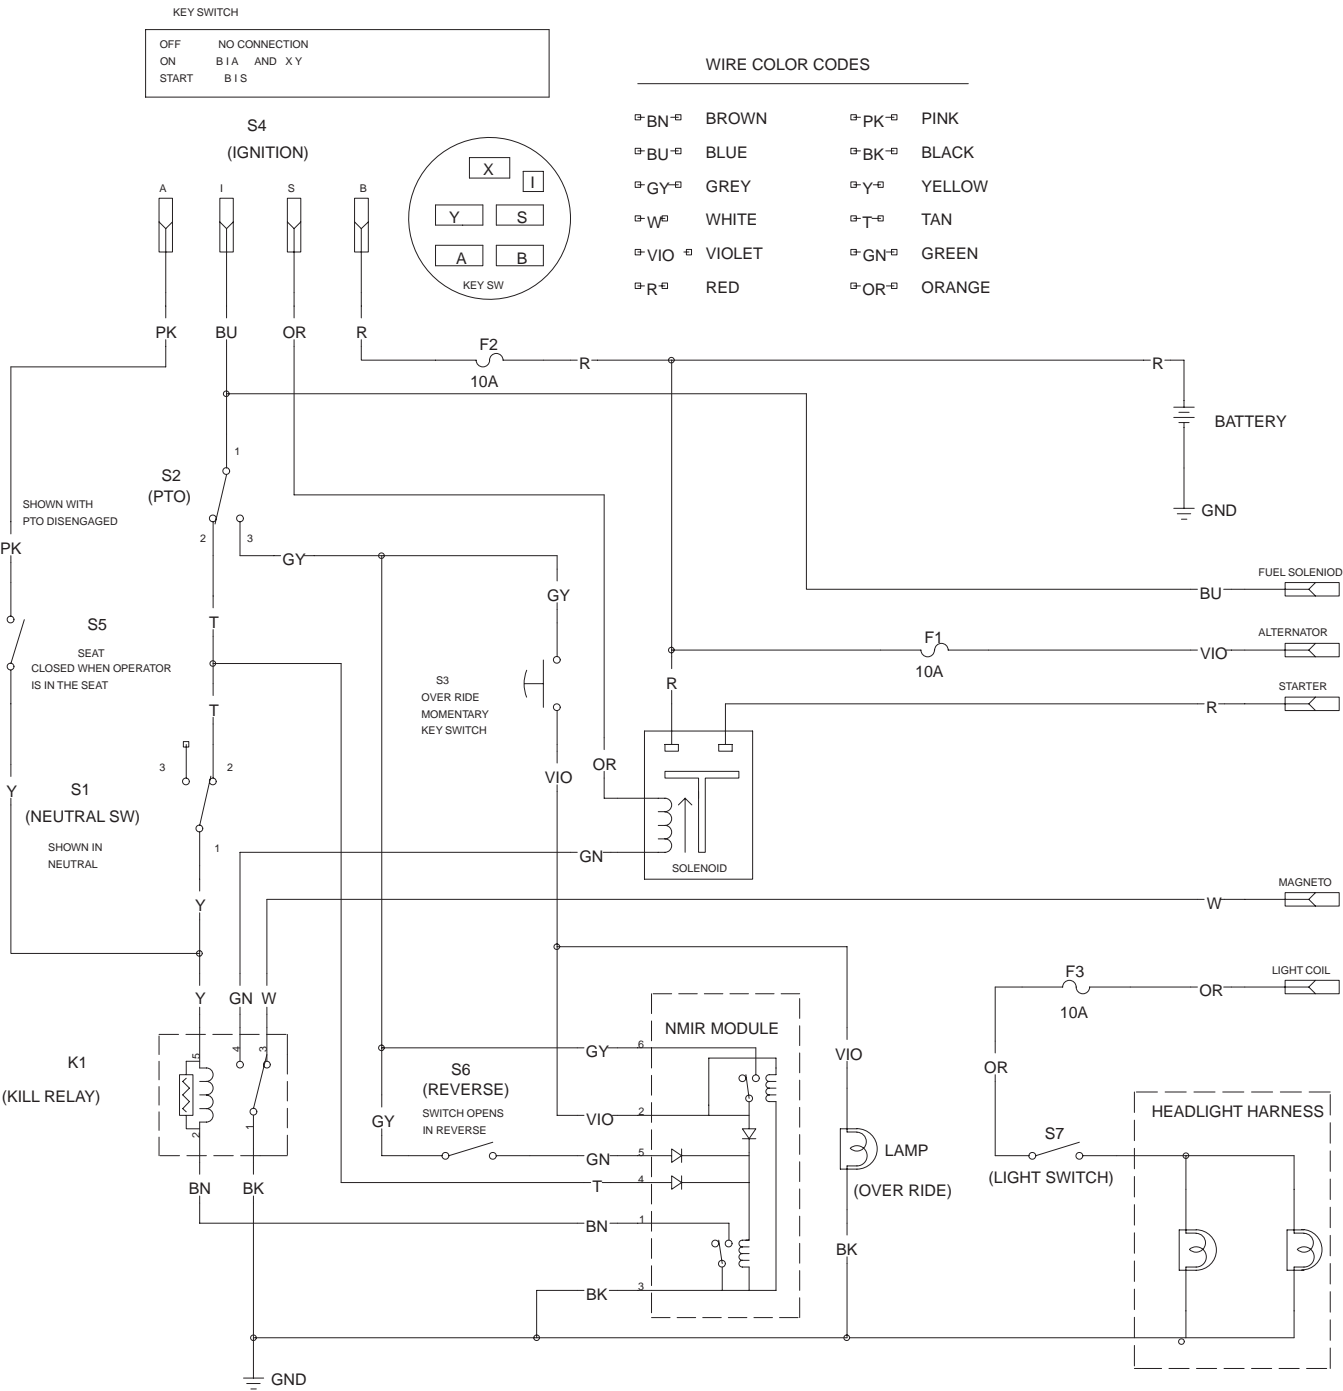 KEY SWITCH
OFF NO CONNECTION
ON B I A AND X Y
START B I S
WIRE COLOR CODES
BN BROWN PK PINK
BU BLUE BK BLACK
GY GREY Y YELLOW
W WHITE T TAN
VIO VIOLET GN GREEN
R RED OR ORANGE
S4
(IGNITION)
A I S B
X
I
Y S
A B
KEY SW
PK BU OR R
F2
10A
R
R
BATTERY
GND
1
S2
(PTO)
SHOWN WITH
PTO DISENGAGED
2 3
PK
GY
GY
FUEL SOLENIOD
BU
T
S5
SEAT
CLOSED WHEN OPERATOR
IS IN THE SEAT
ALTERNATOR
F1
10A
VIO
STARTER
R
R
S3
OVER RIDE
MOMENTARY
KEY SWITCH
T
3 2
Y
S1
(NEUTRAL SW)
SHOWN IN
NEUTRAL
1
VIO
OR
GN
SOLENOID
MAGNETO
W
Y
Y GN W
LIGHT COIL
F3
10A
OR
OR
K1
(KILL RELAY)
5 4 3
2 1
BN BK
NMIR MODULE
GY 6
S6
(REVERSE)
SWITCH OPENS
IN REVERSE
GY
VIO 2
GN 5
T 4
BN 1
BK 3
VIO
LAMP
(OVER RIDE)
BK
S7
(LIGHT SWITCH)
HEADLIGHT HARNESS
GND